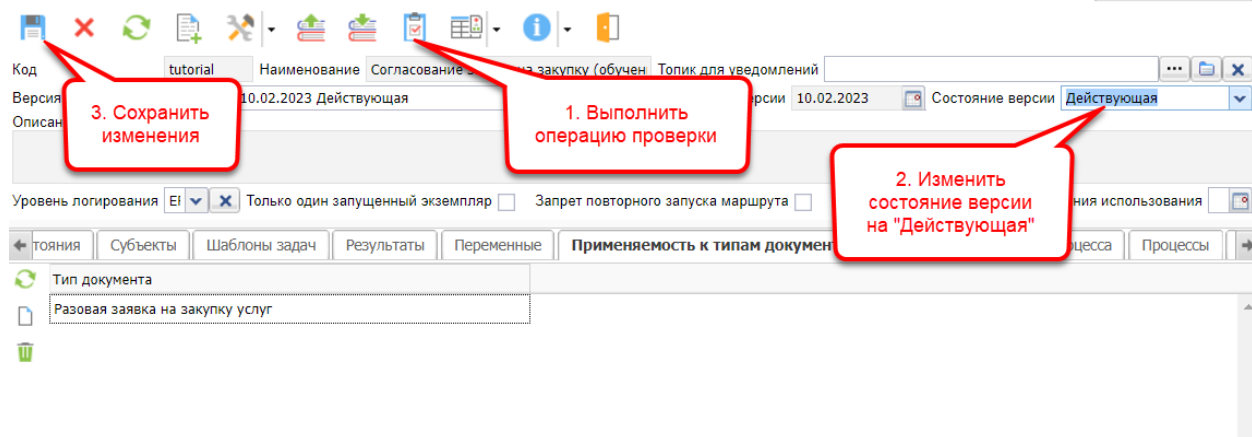 Код tutorial Наименование Согласование на закупку (обучен Топик для уведомлений
Верси 10.02.2023 Действующая ерсии 10.02.2023 Состояние версии Действующая
Описан
3. Сохранить
изменения
1. Выполнить
операцию проверки
2. Изменить
состояние версии
на "Действующая"
Уровень логирования Только один запущенный экземпляр Запрет повторного запуска маршрута ния использования
тояния Субъекты Шаблоны задач Результаты Переменные Применяемость к типам документ цесса Процессы
Тип документа
Разовая заявка на закупку услуг